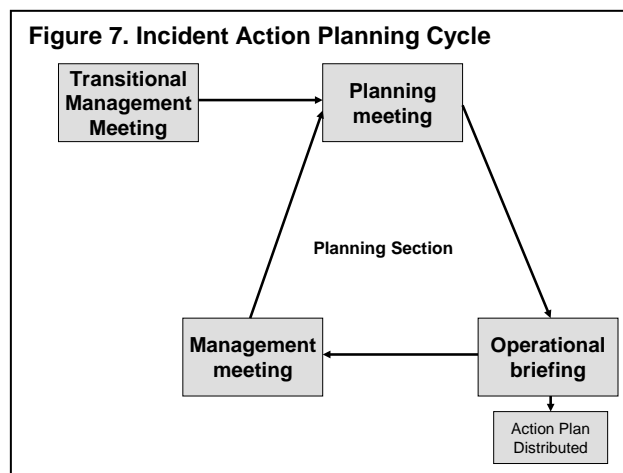 Figure 7. Incident Action Planning Cycle
Transitional
Management
Meeting
Planning
meeting
Planning Section
Management
meeting
Operational
briefing
Action Plan
Distributed